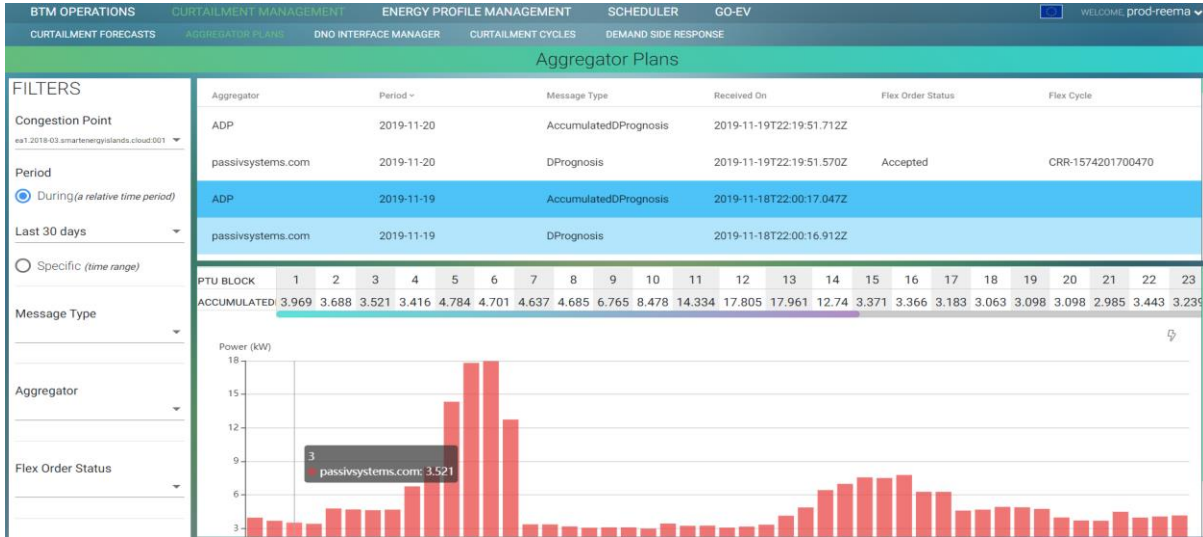 BTM OPERATIONS CURTAILMENT MANAGEMENT ENERGY PROFILE MANAGEMENT SCHEDULER GO-EV WELCOME, prod-reema
CURTAILMENT FORECASTS AGGREGATOR PLANS DNO INTERFACE MANAGER CURTAILMENT CYCLES DEMAND SIDE RESPONSE
Aggregator Plans
FILTERS
Congestion Point
ea1.2018-03.smartenergyislands.cloud:001
Period
During (a relative time period)
Last 30 days
Specific (time range)
Message Type
Aggregator
Flex Order Status
Aggregator Period Message Type Received On Flex Order Status Flex Cycle
ADP 2019-11-20 AccumulatedDPrognosis 2019-11-19T22:19:51.712Z
passivsystems.com 2019-11-20 DPrognosis 2019-11-19T22:19:51.570Z Accepted CRR-1574201700470
ADP 2019-11-19 AccumulatedDPrognosis 2019-11-18T22:00:17.047Z
passivsystems.com 2019-11-19 DPrognosis 2019-11-18T22:00:16.912Z
PTU BLOCK 1 2 3 4 5 6 7 8 9 10 11 12 13 14 15 16 17 18 19 20 21 22 23
ACCUMULATED 3.969 3.688 3.521 3.416 4.784 4.701 4.637 4.685 6.765 8.478 14.334 17.805 17.961 12.74 3.371 3.366 3.183 3.063 3.098 3.098 2.985 3.443 3.239
Power (kW)
18
15
12
9
6
3
3
passivsystems.com: 3.521